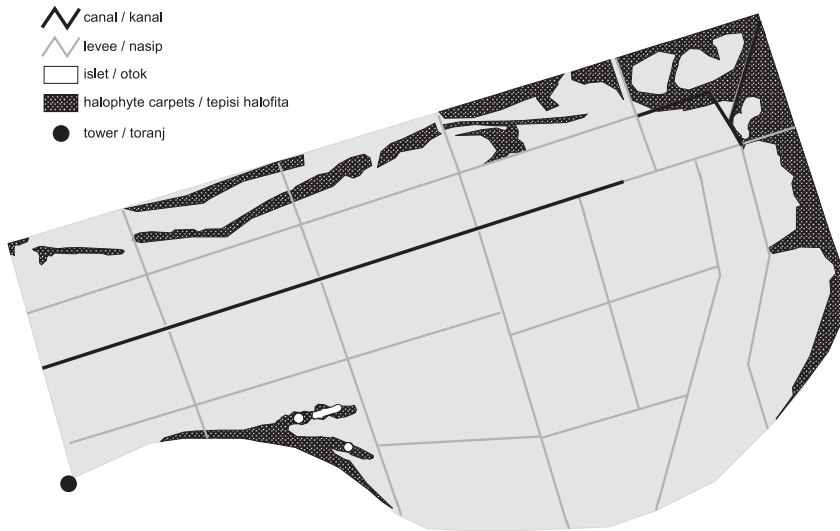 canal / kanal
levee / nasip
islet / otok
halophyte carpets / tepisi halofita
tower / toranj